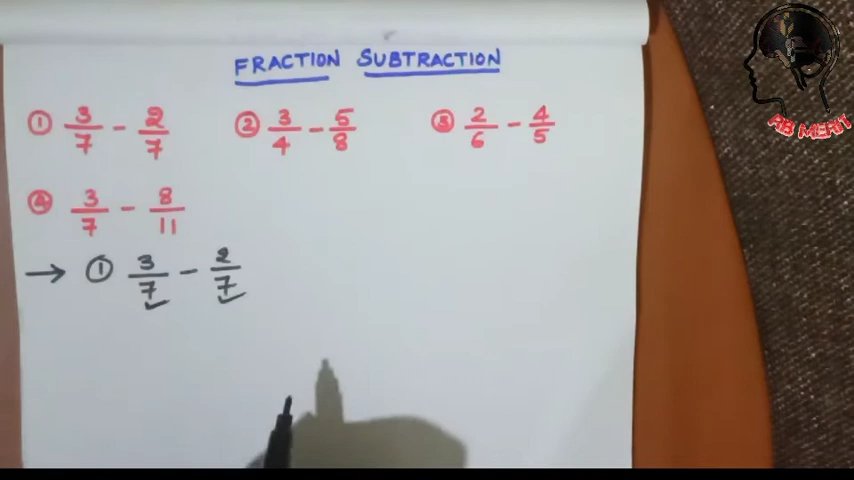 FRACTION SUBTRACTION
① 3/7 - 2/7 ② 3/4 - 5/8 ③ 2/6 - 4/5
④ 3/7 - 8/11
→ ① 3/7 - 2/7
RB MERIT